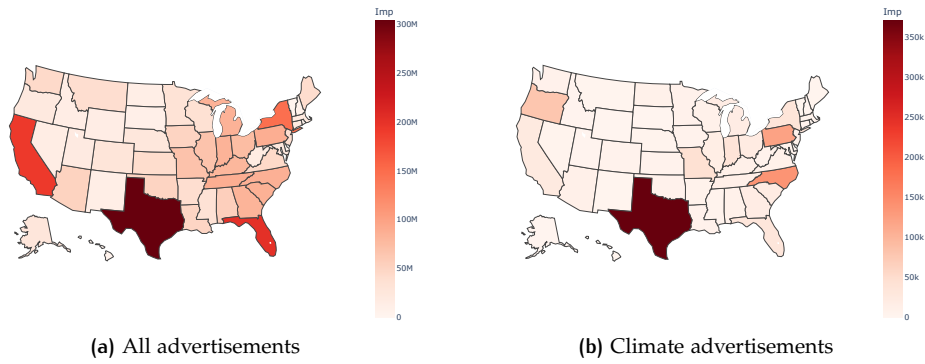 Imp
300M
250M
200M
150M
100M
50M
0
Imp
350k
300k
250k
200k
150k
100k
50k
0
(a) All advertisements
(b) Climate advertisements